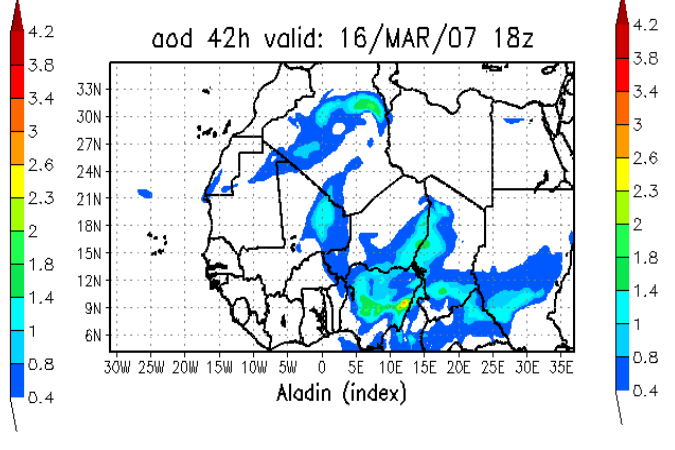 aod 42h valid: 16/MAR/07 18z
4.2
3.8
3.4
3
2.6
2.3
2
1.8
1.4
1
0.8
0.4
33N
30N
27N
24N
21N
18N
15N
12N
9N
6N
30W 25W 20W 15W 10W 5W 0 5E 10E 15E 20E 25E 30E 35E
Aladin (index)
4.2
3.8
3.4
3
2.6
2.3
2
1.8
1.4
1
0.8
0.4